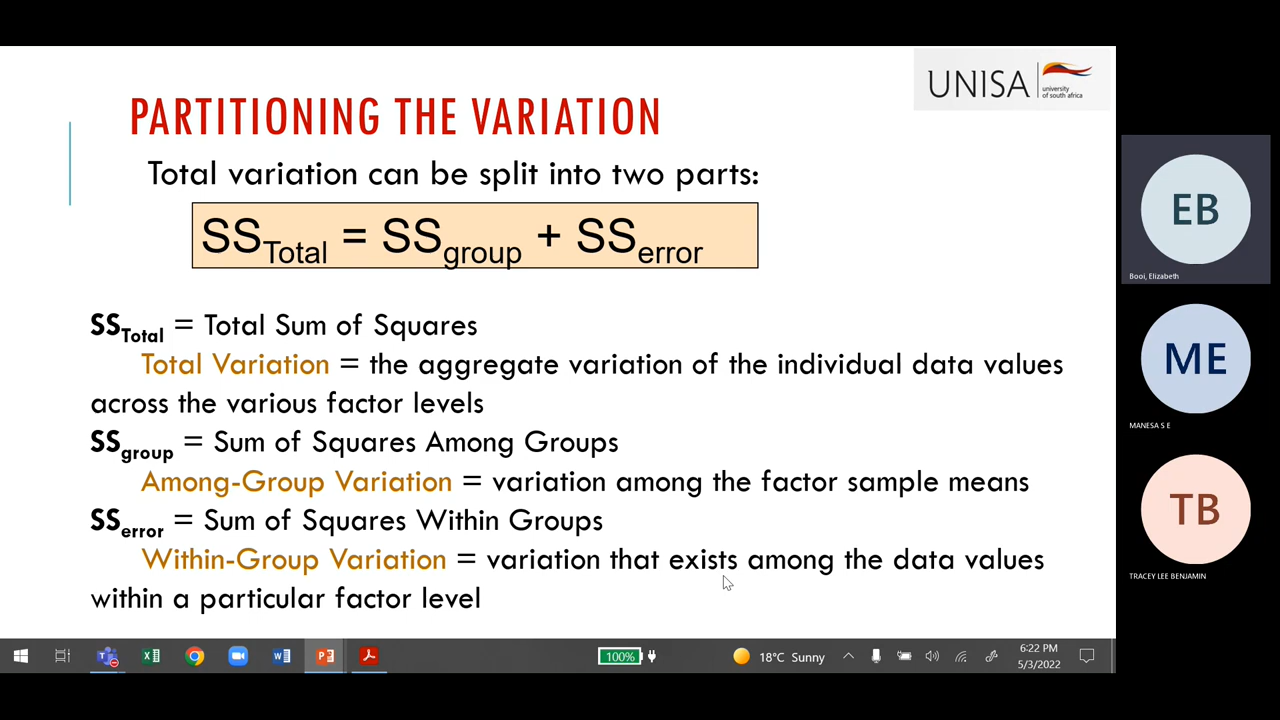 UNISA
university
of south africa
PARTITIONING THE VARIATION
Total variation can be split into two parts:
SSTotal = SSgroup + SSerror
SSTotal = Total Sum of Squares
Total Variation = the aggregate variation of the individual data values
across the various factor levels
SSgroup = Sum of Squares Among Groups
Among-Group Variation = variation among the factor sample means
SSerror = Sum of Squares Within Groups
Within-Group Variation = variation that exists among the data values
within a particular factor level
EB
Booi, Elizabeth
ME
MANESA S E
TB
TRACEY LEE BENJAMIN
100%
18°C Sunny
6:22 PM
5/3/2022